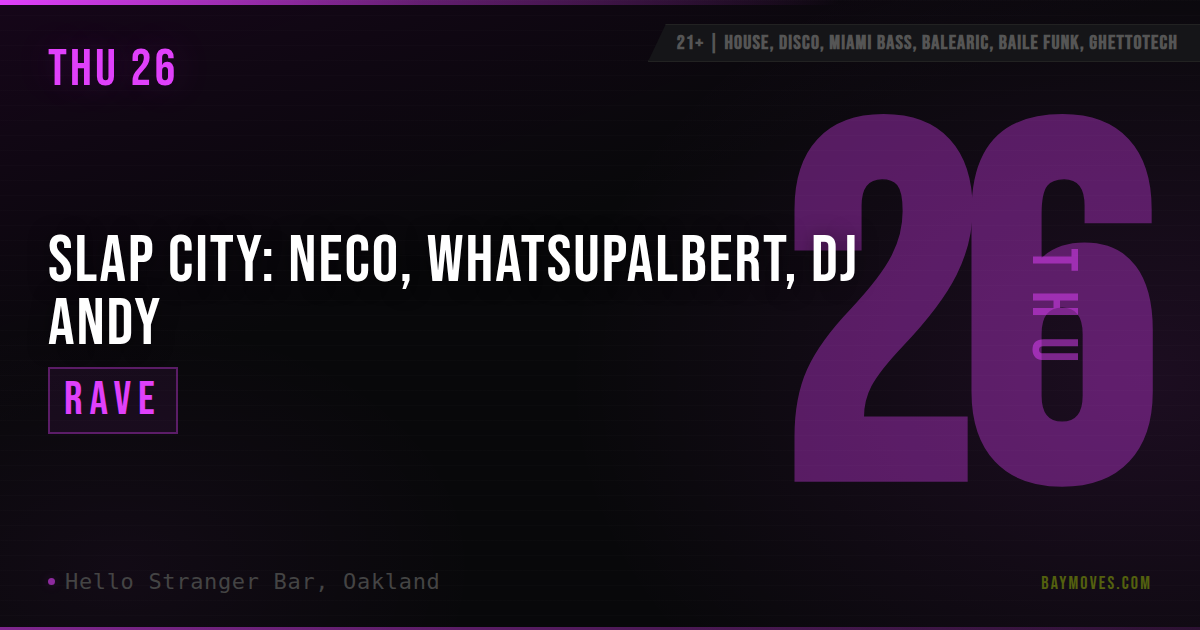 THU 26
21+ | HOUSE, DISCO, MIAMI BASS, BALEARIC, BAILE FUNK, GHETTOTECH
26
THU
SLAP CITY: NECO, WHATSUPALBERT, DJ
ANDY
RAVE
Hello Stranger Bar, Oakland
BAYMOVES.COM